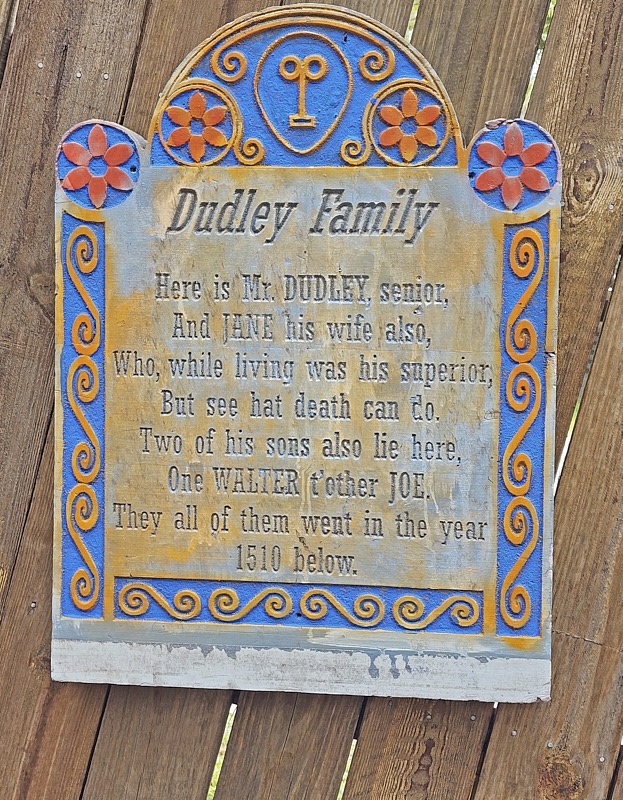 Dudley Family
Here is Mr. DUDLEY, senior,
And JANE his wife also,
Who, while living was his superior,
But see hat death can do.
Two of his sons also lie here,
One WALTER t'other JOE.
They all of them went in the year
1510 below.